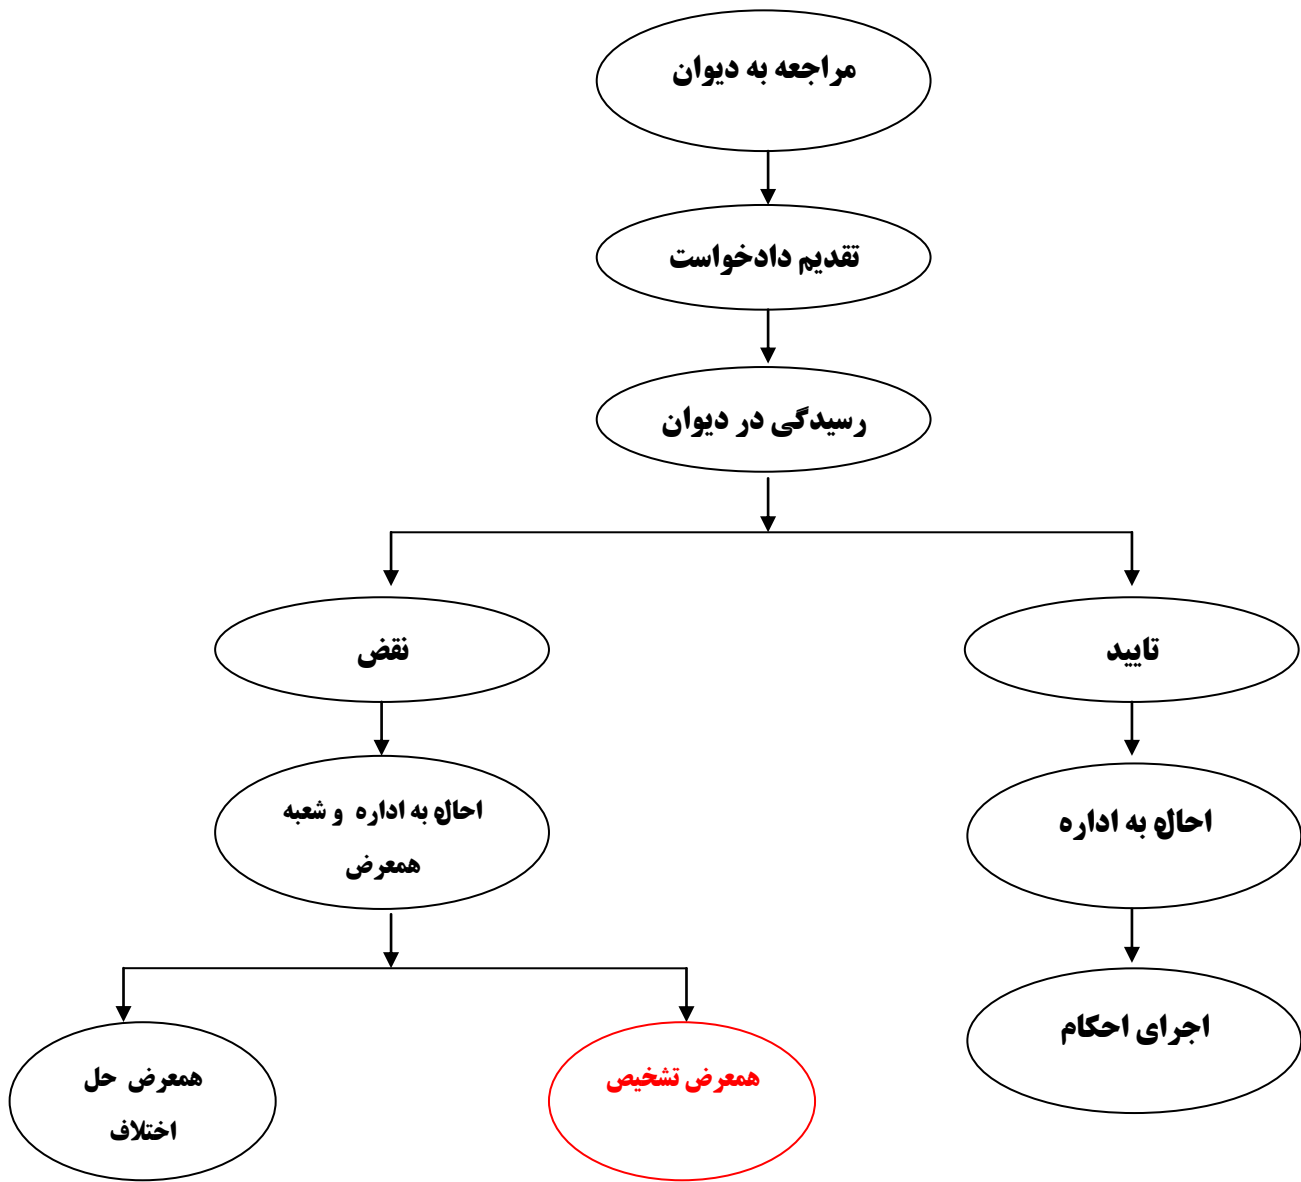 مراجعه به دیوان
تقدیم دادخواست
رسیدگی در دیوان
تایید
نقض
احاله به اداره
احاله به اداره و شعبه
همعرض
اجرای احکام
همعرض تشخیص
همعرض حل
اختلاف